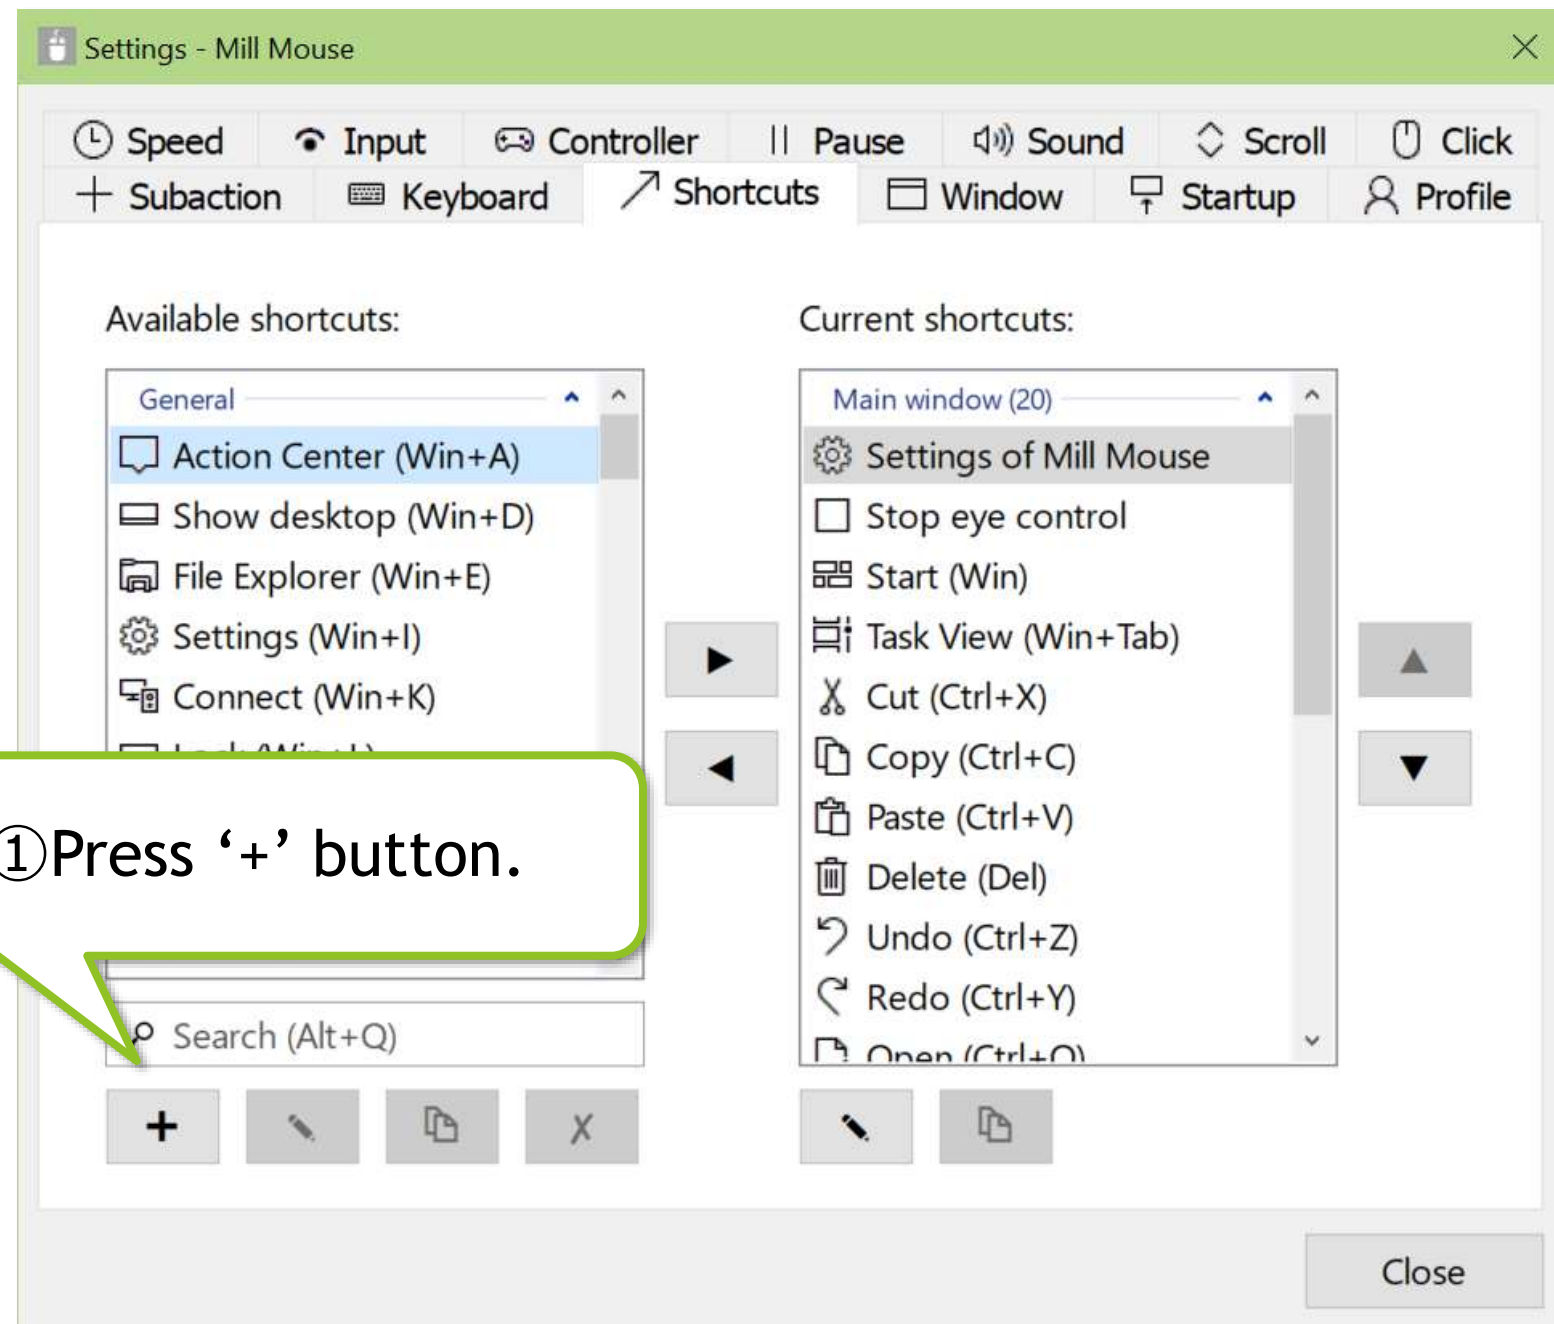 Settings - Mill Mouse
Speed Input Controller Pause Sound Scroll Click
Subaction Keyboard Shortcuts Window Startup Profile
Available shortcuts:
General
Action Center (Win+A)
Show desktop (Win+D)
File Explorer (Win+E)
Settings (Win+I)
Connect (Win+K)
①Press ‘+’ button.
Search (Alt+Q)
Current shortcuts:
Main window (20)
Settings of Mill Mouse
Stop eye control
Start (Win)
Task View (Win+Tab)
Cut (Ctrl+X)
Copy (Ctrl+C)
Paste (Ctrl+V)
Delete (Del)
Undo (Ctrl+Z)
Redo (Ctrl+Y)
Open (Ctrl+O)
Close